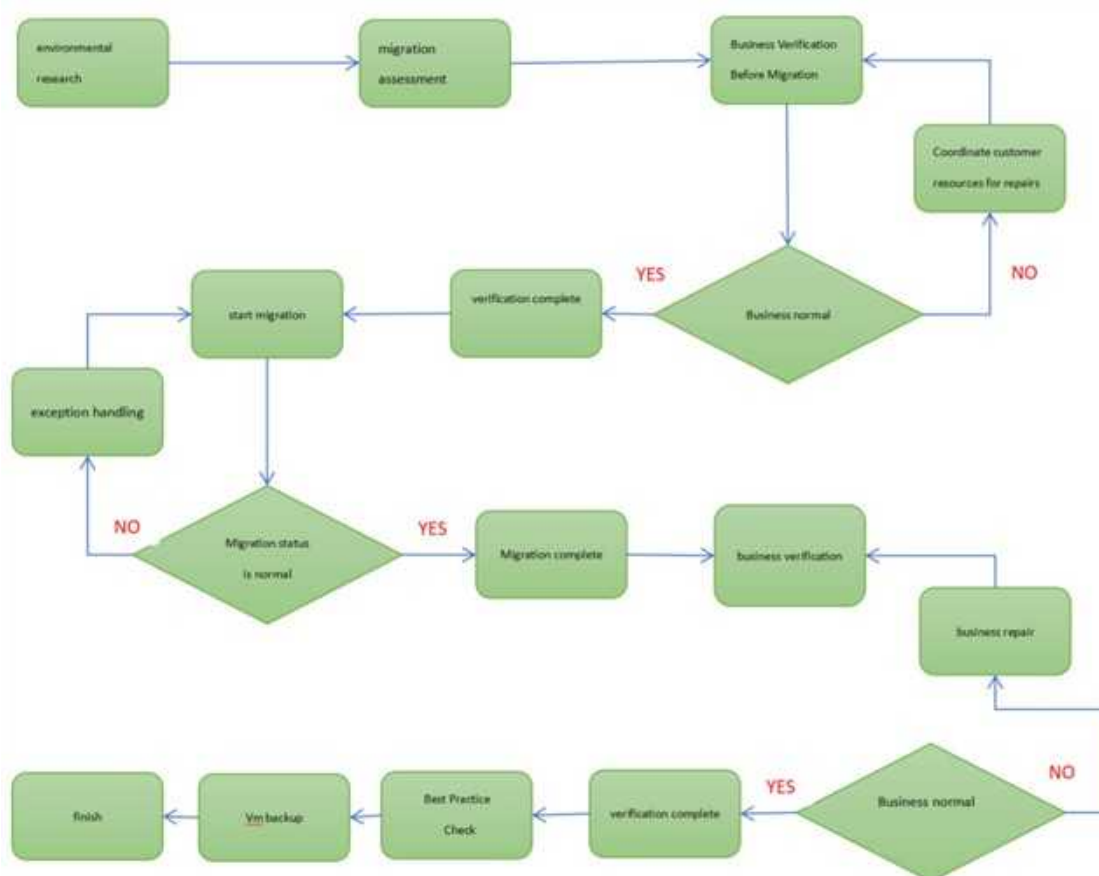 environmental
research
migration
assessment
Business Verification
Before Migration
Coordinate customer
resources for repairs
YES
NO
start migration
verification complete
Business normal
exception handling
NO
YES
Migration status
is normal
Migration complete
business verification
business repair
YES
NO
finish
Vm backup
Best Practice
Check
verification complete
Business normal